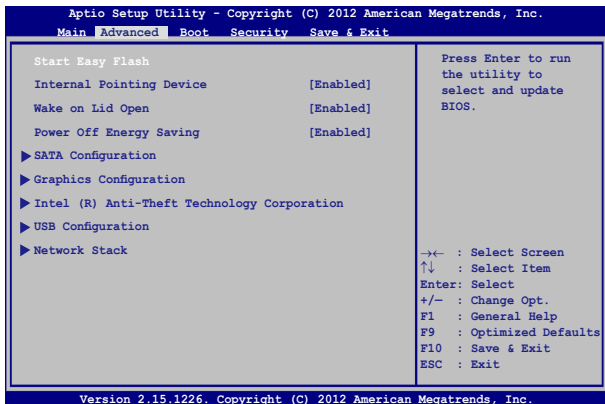 Aptio Setup Utility - Copyright (C) 2012 American Megatrends, Inc.
Main Advanced Boot Security Save & Exit
Start Easy Flash
Internal Pointing Device [Enabled]
Wake on Lid Open [Enabled]
Power Off Energy Saving [Enabled]
SATA Configuration
Graphics Configuration
Intel (R) Anti-Theft Technology Corporation
USB Configuration
Network Stack
Press Enter to run
the utility to
select and update
BIOS.
→← : Select Screen
↑↓ : Select Item
Enter: Select
+/— : Change Opt.
F1 : General Help
F9 : Optimized Defaults
F10 : Save & Exit
ESC : Exit
Version 2.15.1226. Copyright (C) 2012 American Megatrends, Inc.